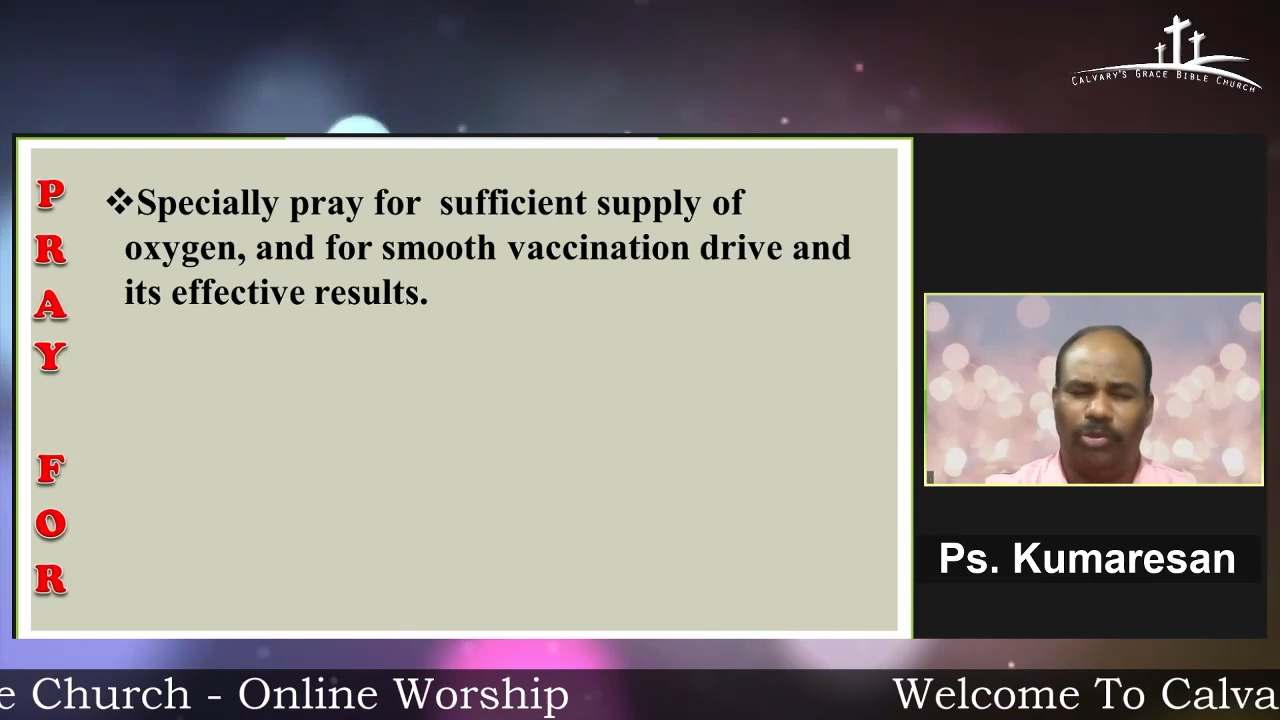 CALVARY'S GRACE BIBLE CHURCH
P
R
A
Y
F
O
R
❖Specially pray for  sufficient supply of
oxygen, and for smooth vaccination drive and
its effective results.
Ps. Kumaresan
e Church - Online Worship
Welcome To Calva